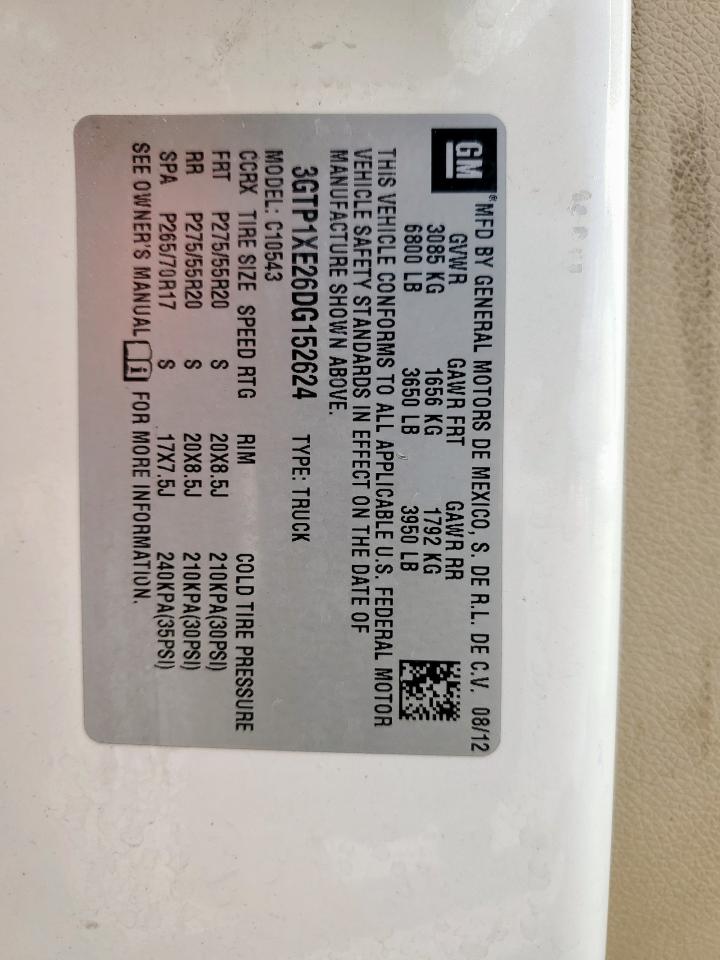 GM ®MFD BY GENERAL MOTORS DE MEXICO, S. DE R.L. DE C.V. 08/12
GVWR GAWR FRT GAWR RR
3085 KG 1656 KG 1792 KG
6800 LB 3650 LB 3950 LB
THIS VEHICLE CONFORMS TO ALL APPLICABLE U.S. FEDERAL MOTOR
VEHICLE SAFETY STANDARDS IN EFFECT ON THE DATE OF
MANUFACTURE SHOWN ABOVE.
3GTP1XE26DG152624 TYPE: TRUCK
MODEL: C10543
CCRX TIRE SIZE SPEED RTG RIM COLD TIRE PRESSURE
FRT P275/55R20 S 20X8.5J 210KPA(30PSI)
RR P275/55R20 S 20X8.5J 210KPA(30PSI)
SPA P265/70R17 S 17X7.5J 240KPA(35PSI)
SEE OWNER'S MANUAL FOR MORE INFORMATION.